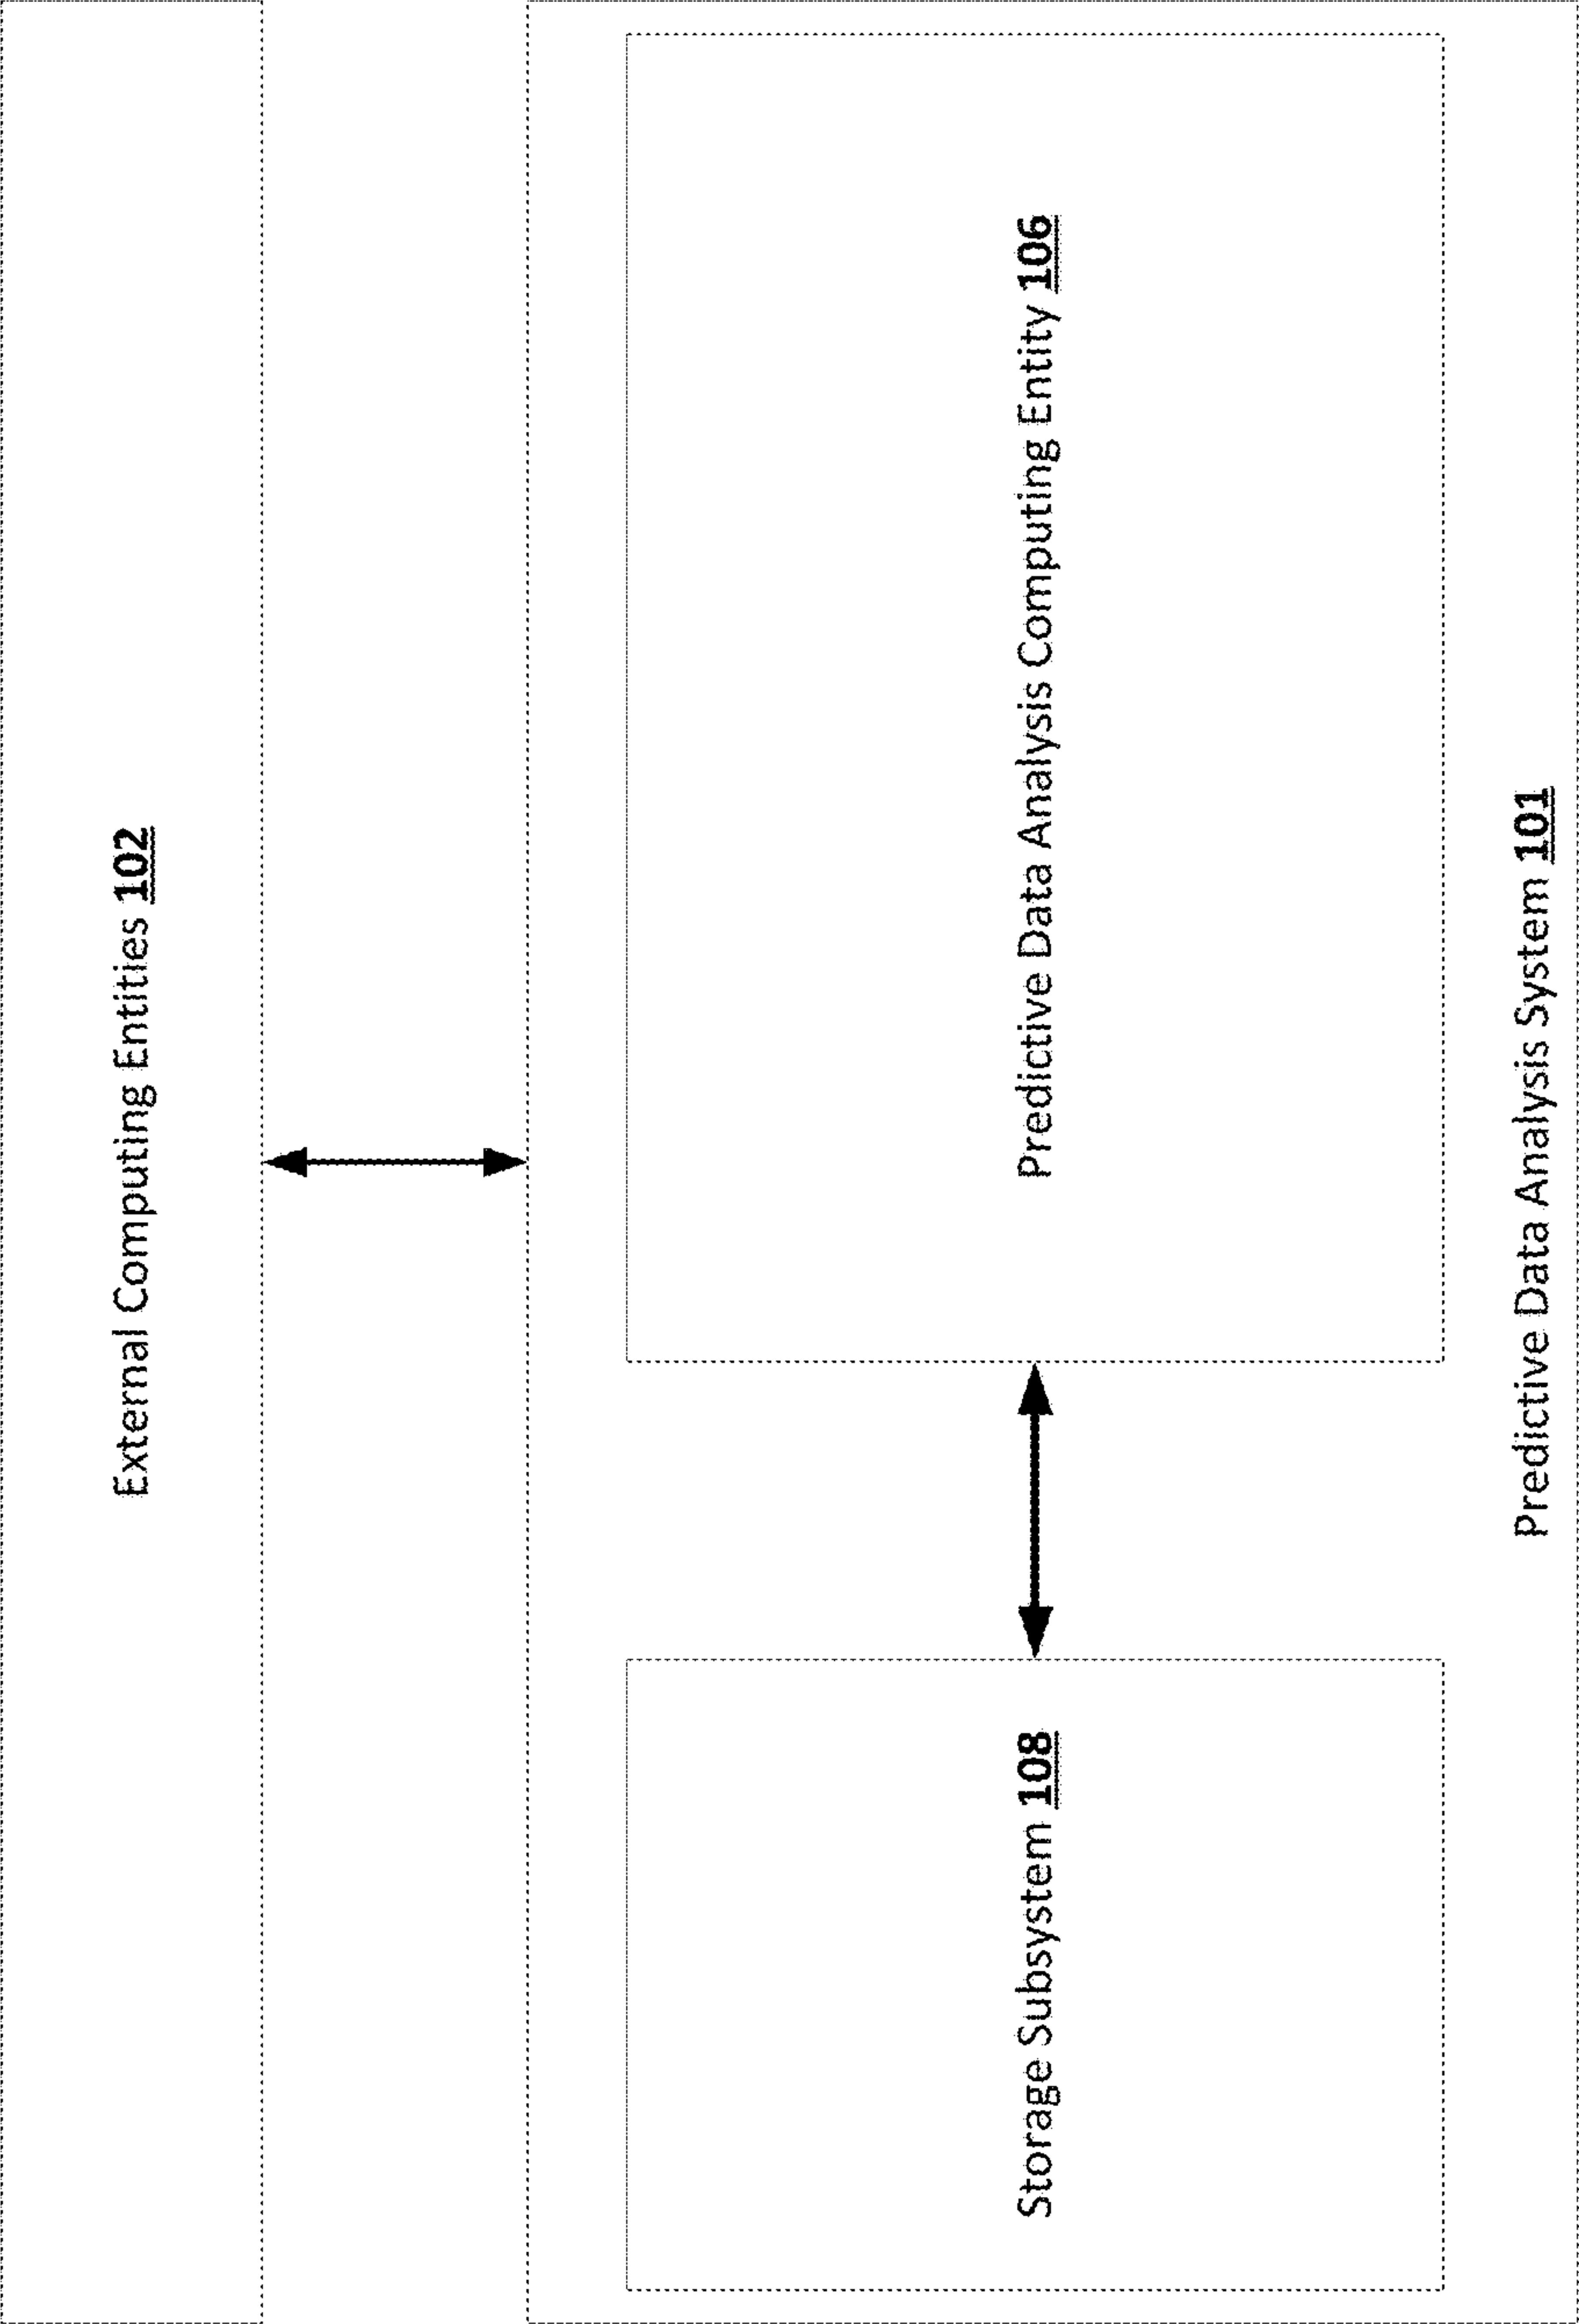 External Computing Entities 102
Storage Subsystem 108
Predictive Data Analysis Computing Entity 106
Predictive Data Analysis System 101